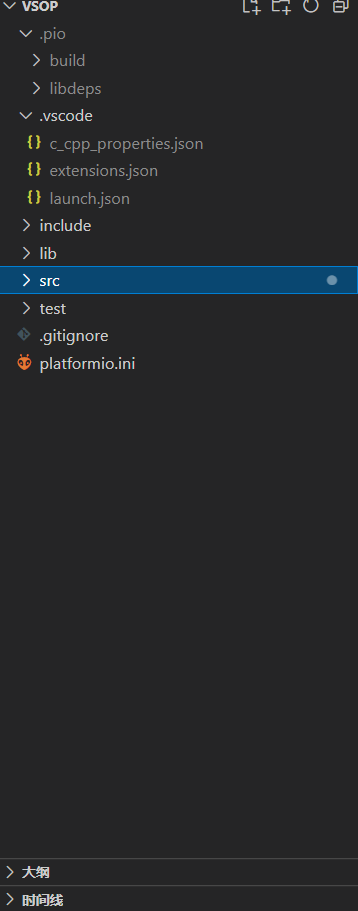 VSOP
.pio
build
libdeps
.vscode
{} c_cpp_properties.json
{} extensions.json
{} launch.json
include
lib
src
test
.gitignore
platformio.ini
大纲
时间线